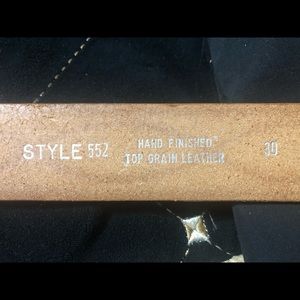 STYLE 552
HAND FINISHED
TOP GRAIN LEATHER
30